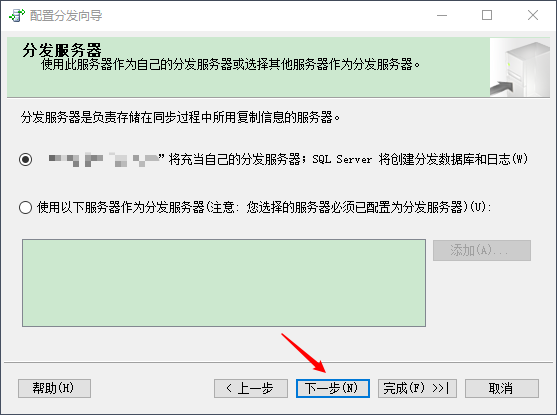 配置分发向导
分发服务器
使用此服务器作为自己的分发服务器或选择其他服务器作为分发服务器。
分发服务器是负责存储在同步过程中所用复制信息的服务器。
”将充当自己的分发服务器；SQL Server 将创建分发数据库和日志(W)
使用以下服务器作为分发服务器(注意: 您选择的服务器必须已配置为分发服务器)(U):
添加(A)...
帮助(H)
< 上一步
下一步(N)
完成(F) >>|
取消